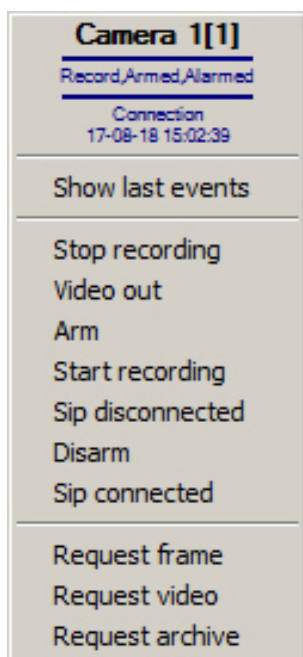 Camera 1[1]
Record,Armed,Alarmed
Connection
17-08-18 15:02:39
Show last events
Stop recording
Video out
Arm
Start recording
Sip disconnected
Disarm
Sip connected
Request frame
Request video
Request archive